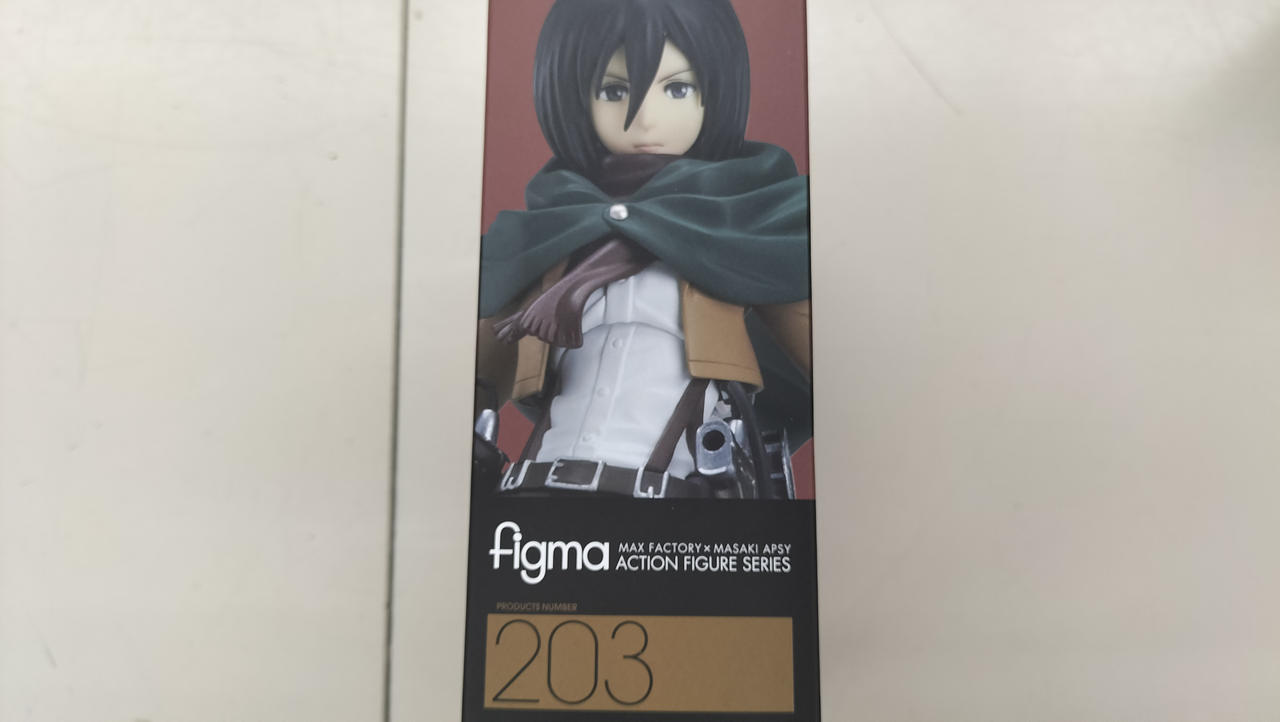 figma
MAX FACTORY × MASAKI APSY
ACTION FIGURE SERIES
PRODUCTS NUMBER
203